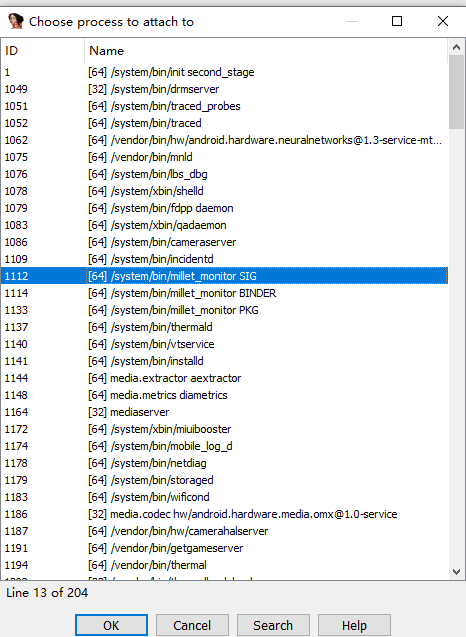 Choose process to attach to
ID Name
1 [64] /system/bin/init second_stage
1049 [32] /system/bin/drmserver
1051 [64] /system/bin/traced_probes
1052 [64] /system/bin/traced
1062 [64] /vendor/bin/hw/android.hardware.neuralnetworks@1.3-service-mt...
1075 [64] /vendor/bin/mnld
1076 [64] /system/bin/lbs_dbg
1078 [64] /system/xbin/shelld
1079 [64] /system/bin/fdpp daemon
1083 [64] /system/xbin/qadaemon
1086 [64] /system/bin/cameraserver
1109 [64] /system/bin/incidentd
1112 [64] /system/bin/millet_monitor SIG
1114 [64] /system/bin/millet_monitor BINDER
1133 [64] /system/bin/millet_monitor PKG
1137 [64] /system/bin/thermald
1140 [64] /system/bin/vtservice
1141 [64] /system/bin/installd
1144 [64] media.extractor aextractor
1148 [64] media.metrics diametrics
1164 [32] mediaserver
1172 [64] /system/xbin/miuibooster
1174 [64] /system/bin/mobile_log_d
1178 [64] /system/bin/netdiag
1179 [64] /system/bin/storaged
1183 [64] /system/bin/wificond
1186 [32] media.codec hw/android.hardware.media.omx@1.0-service
1187 [64] /vendor/bin/hw/camerahalserver
1191 [64] /vendor/bin/getgameserver
1194 [64] /vendor/bin/thermal
Line 13 of 204
OK Cancel Search Help